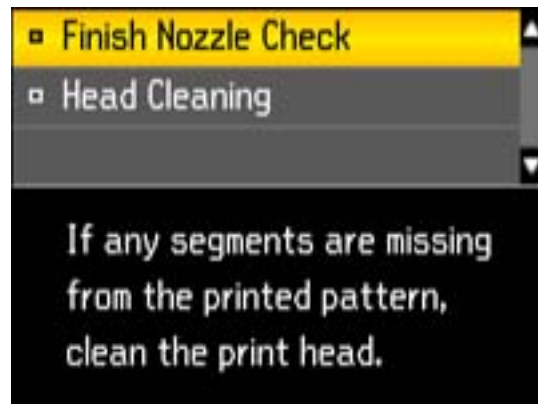 Finish Nozzle Check
Head Cleaning
If any segments are missing
from the printed pattern,
clean the print head.